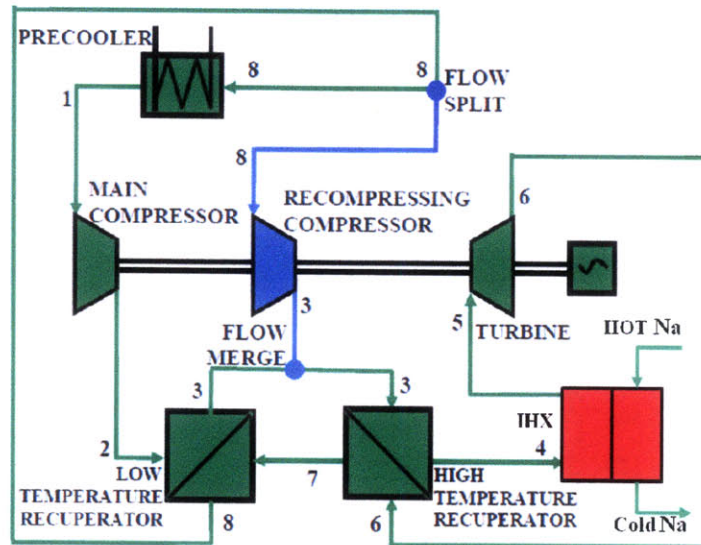 PRECOOLER
8
8
FLOW
SPLIT
1
8
6
MAIN
COMPRESSOR
RECOMPRESSING
COMPRESSOR
3
5
TURBINE
HOT Na
FLOW
MERGE
3
3
IHX
2
7
4
LOW
TEMPERATURE
RECUPERATOR
8
6
HIGH
TEMPERATURE
RECUPERATOR
Cold Na